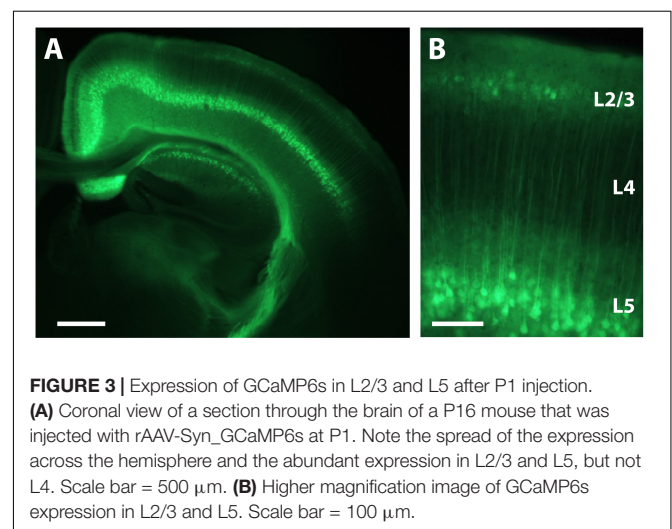 A
B
L2/3
L4
L5
FIGURE 3 | Expression of GCaMP6s in L2/3 and L5 after P1 injection.
(A) Coronal view of a section through the brain of a P16 mouse that was
injected with rAAV-Syn_GCaMP6s at P1. Note the spread of the expression
across the hemisphere and the abundant expression in L2/3 and L5, but not
L4. Scale bar = 500 μm. (B) Higher magnification image of GCaMP6s
expression in L2/3 and L5. Scale bar = 100 μm.